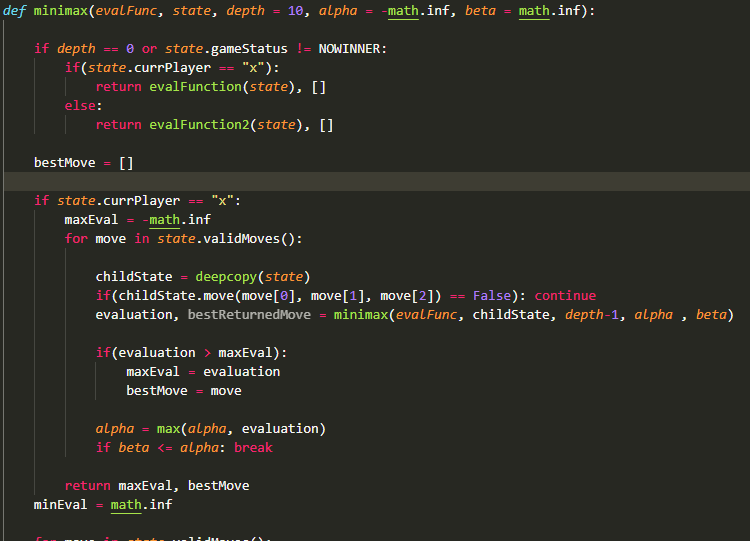 def minimax(evalFunc, state, depth = 10, alpha = -math.inf, beta = math.inf):
if depth == 0 or state.gameStatus != NOWINNER:
if(state.currPlayer == "x"):
return evalFunction(state), []
else:
return evalFunction2(state), []
bestMove = []
if state.currPlayer == "x":
maxEval = -math.inf
for move in state.validMoves():
childState = deepcopy(state)
if(childState.move(move[0], move[1], move[2]) == False): continue
evaluation, bestReturnedMove = minimax(evalFunc, childState, depth-1, alpha , beta)
if(evaluation > maxEval):
maxEval = evaluation
bestMove = move
alpha = max(alpha, evaluation)
if beta <= alpha: break
return maxEval, bestMove
minEval = math.inf
for move in state.validMoves():